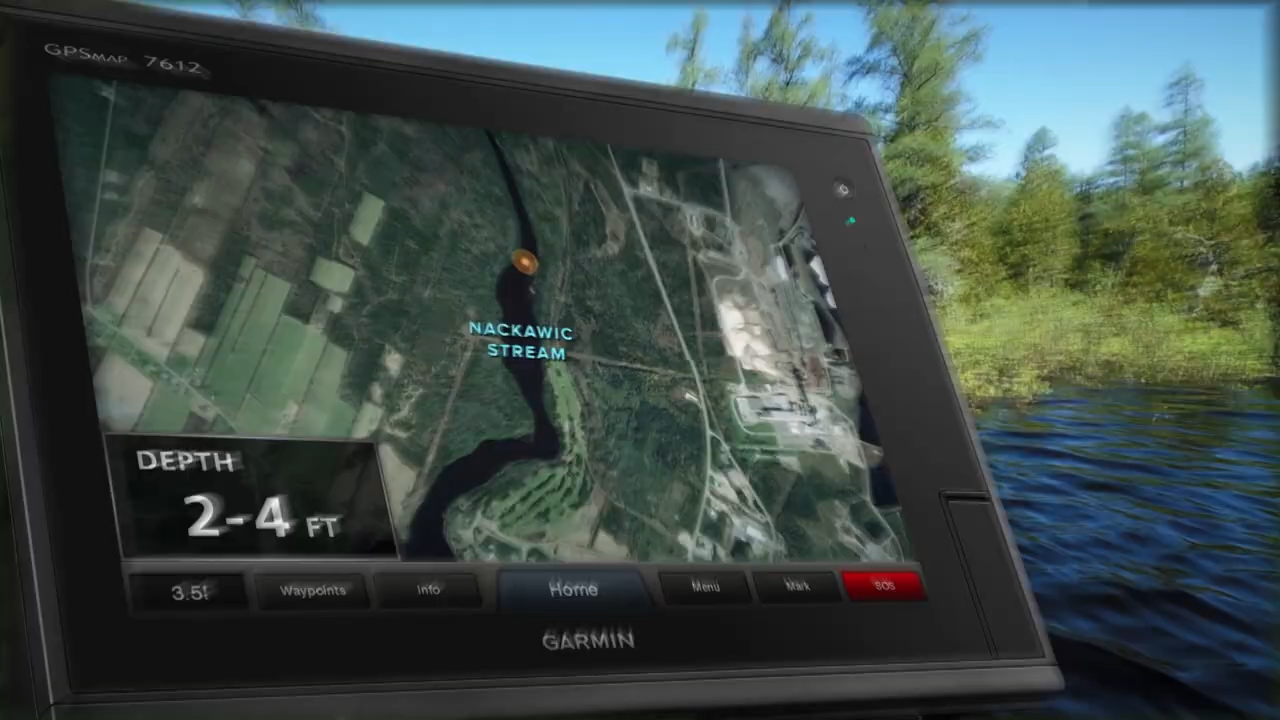 GPSMAP 7612
NACKAWIC
STREAM
DEPTH
2-4 FT
Waypoints
Info
Home
Menu
Mark
SOS
GARMIN